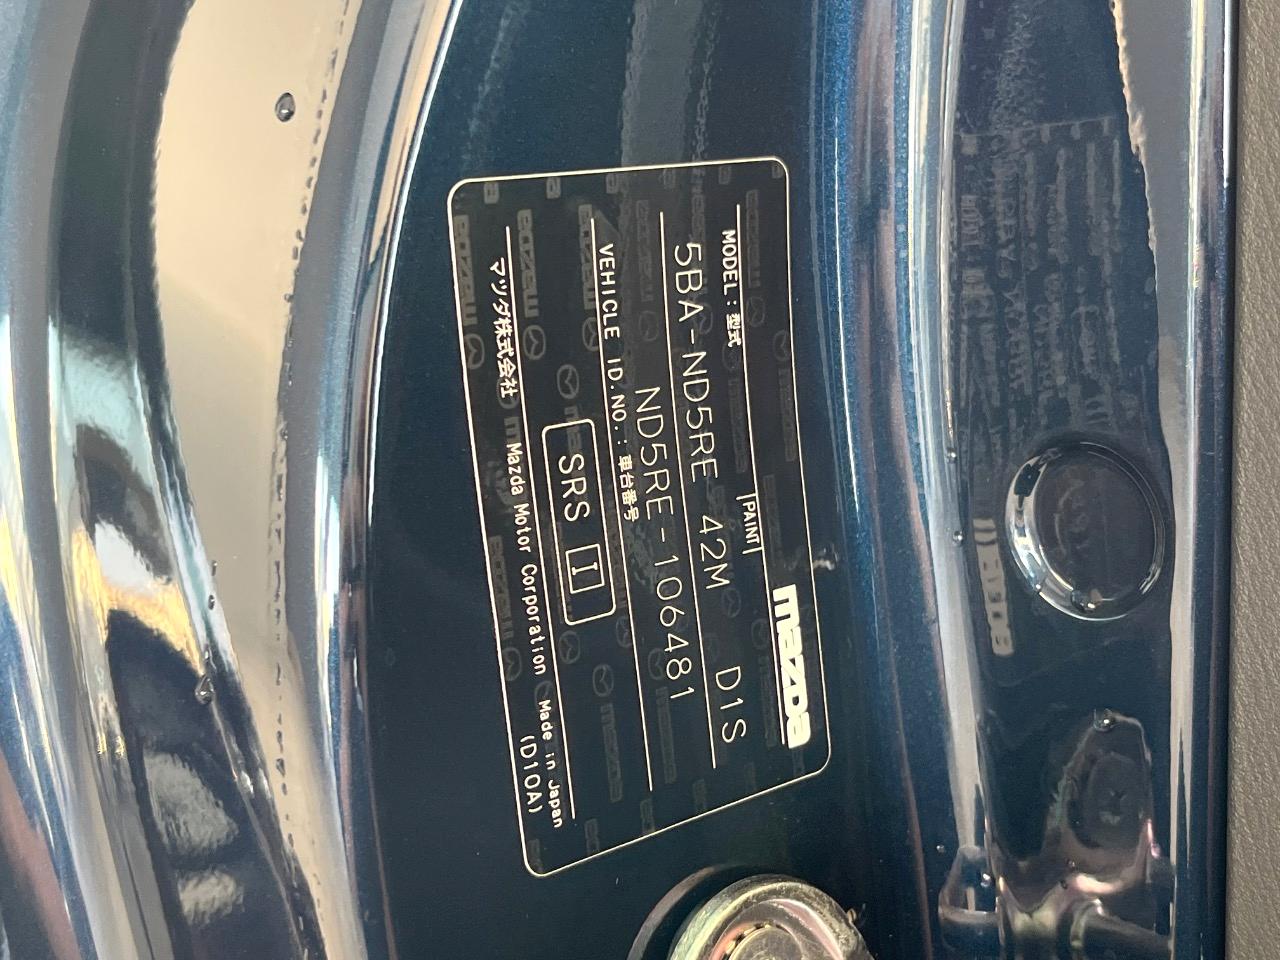 mazda
MODEL:型式 PAINT
5BA-ND5RE 42M D1S
VEHICLE ID.NO.:車台番号
ND5RE-106481
SRS I
マツダ株式会社 Mazda Motor Corporation Made in Japan
(D10A)